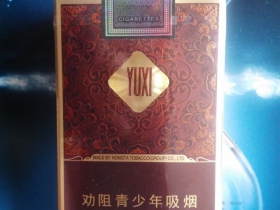 CIGARETTES
YUXI
MADE BY HONGTA TOBACCO(GROUP) CO., LTD
劝阻青少年吸烟